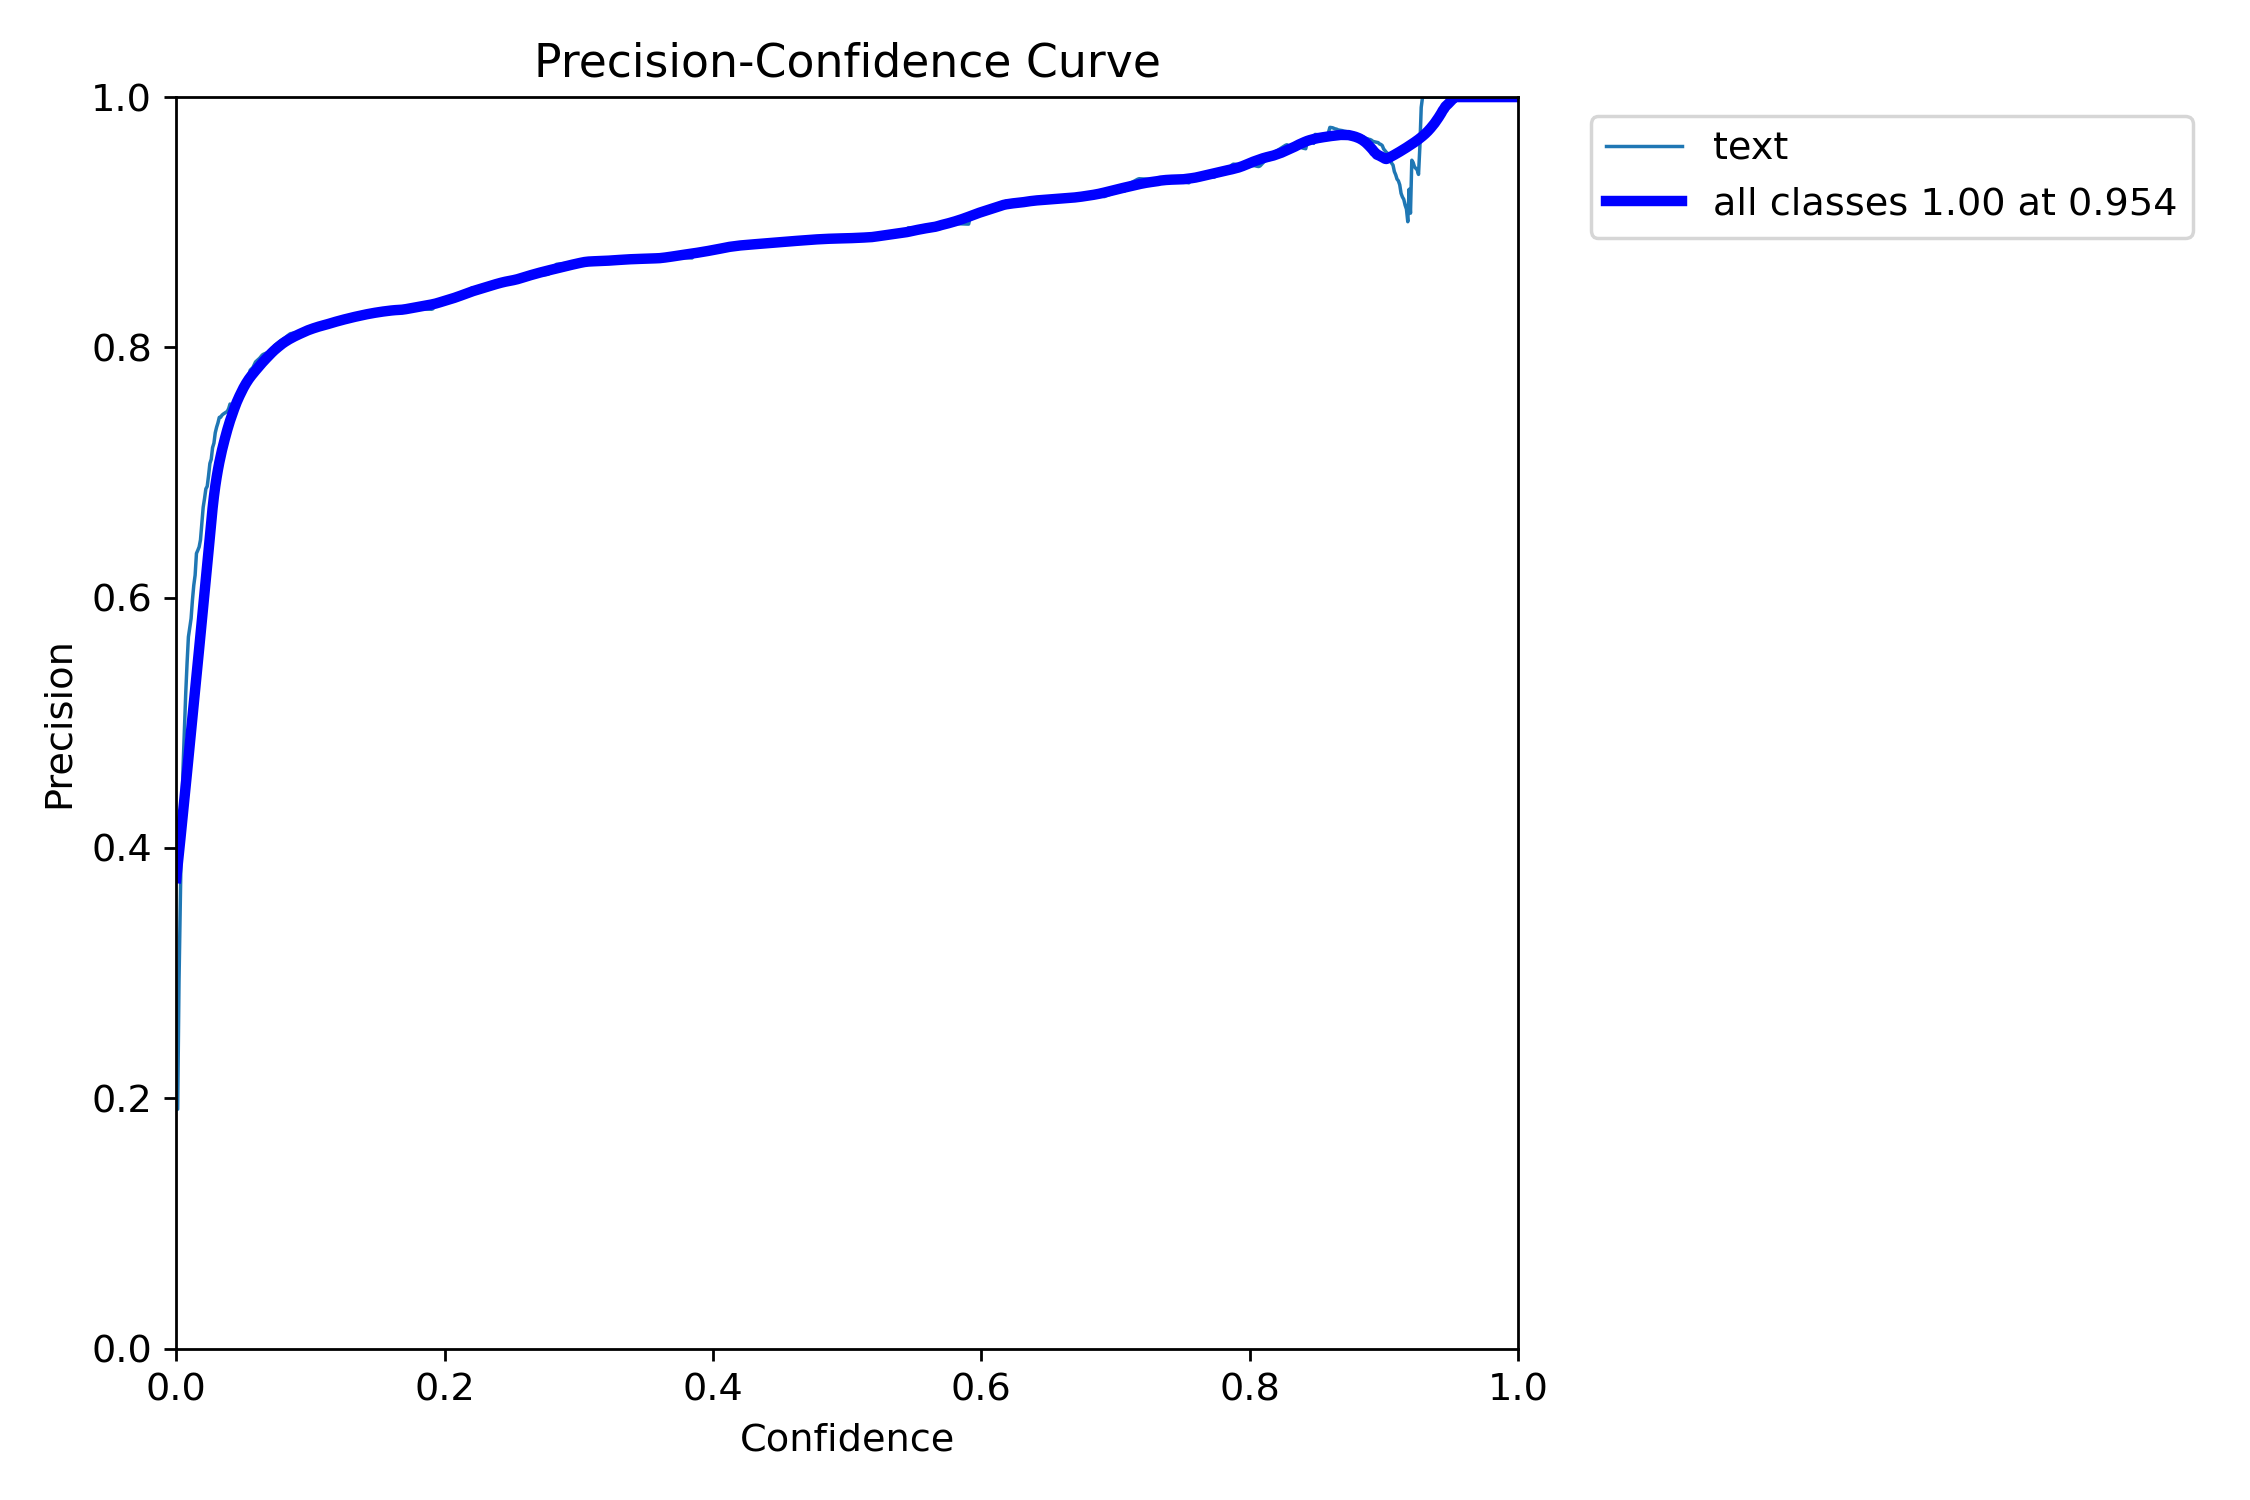 Precision-Confidence Curve
1.0
0.8
0.6
0.4
0.2
0.0
Precision
0.0 0.2 0.4 0.6 0.8 1.0
Confidence
text
all classes 1.00 at 0.954